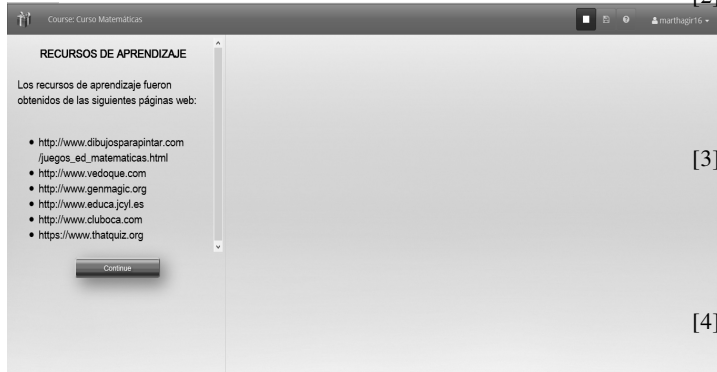 [2]
Course: Curso Matemáticas
marthagir16
RECURSOS DE APRENDIZAJE
Los recursos de aprendizaje fueron
obtenidos de las siguientes páginas web:
• http://www.dibujosparapintar.com
/juegos_ed_matematicas.html
• http://www.vedoque.com
• http://www.genmagic.org
• http://www.educa.jcyl.es
• http://www.cluboca.com
• https://www.thatquiz.org
Continue
[3]
[4]